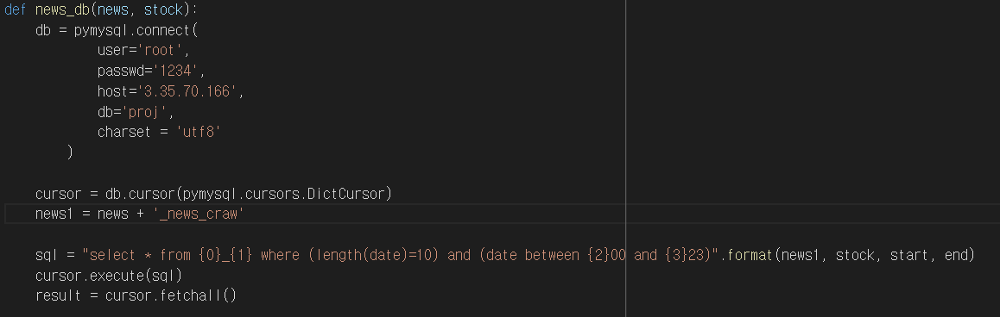 def news_db(news, stock):
db = pymysql.connect(
user='root',
passwd='1234',
host='3.35.70.166',
db='proj',
charset = 'utf8'
)
cursor = db.cursor(pymysql.cursors.DictCursor)
news1 = news + '_news_craw'
sql = "select * from {0}_{1} where (length(date)=10) and (date between {2}00 and {3}23)".format(news1, stock, start, end)
cursor.execute(sql)
result = cursor.fetchall()